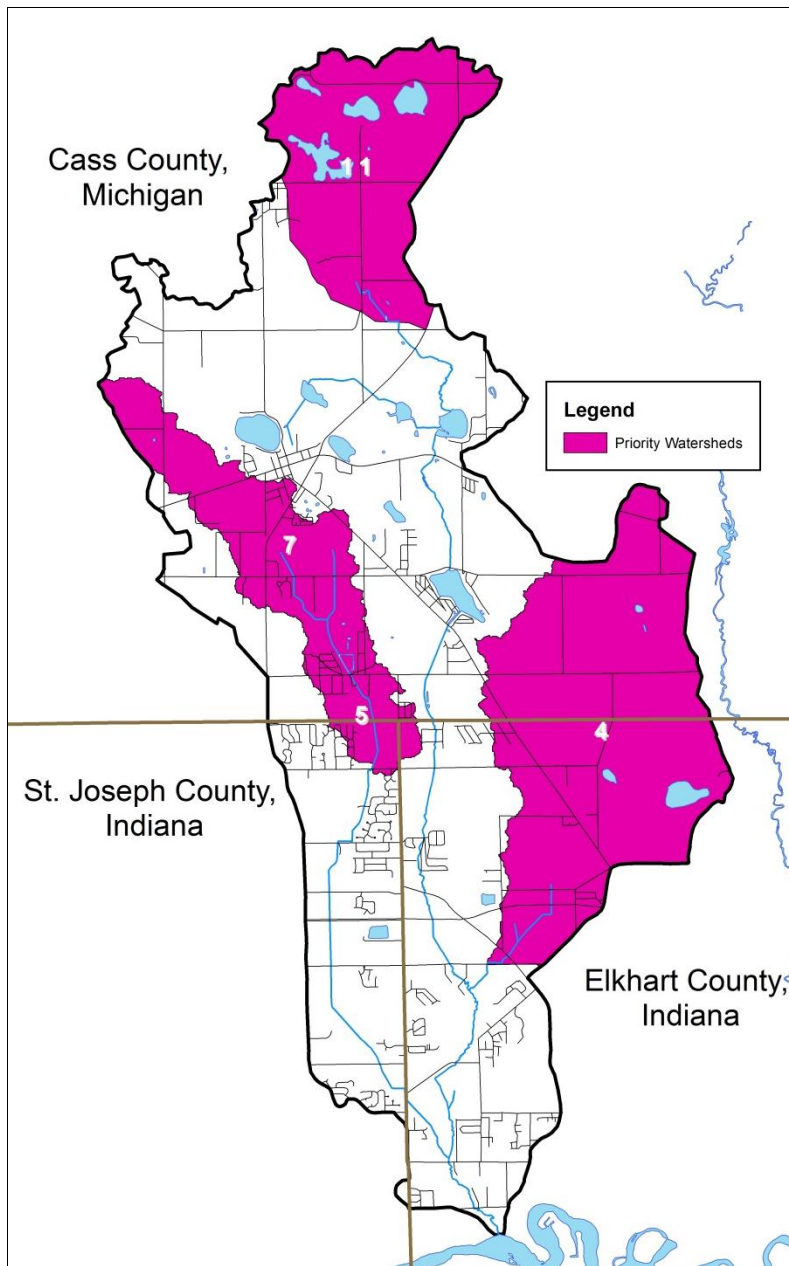 Cass County,
Michigan
11
Legend
Priority Watersheds
7
5
4
St. Joseph County,
Indiana
Elkhart County,
Indiana